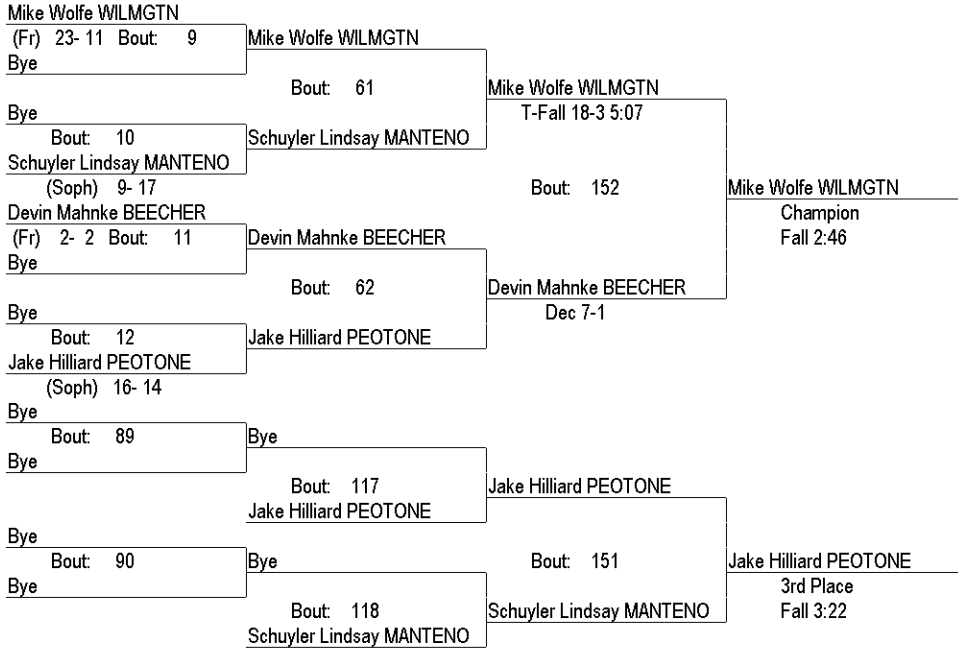 Mike Wolfe WILMGTN
(Fr) 23- 11 Bout: 9
Mike Wolfe WILMGTN
Bye
Bout: 61
Mike Wolfe WILMGTN
Bye
T-Fall 18-3 5:07
Bout: 10
Schuyler Lindsay MANTENO
Schuyler Lindsay MANTENO
(Soph) 9- 17
Bout: 152
Mike Wolfe WILMGTN
Devin Mahnke BEECHER
Champion
(Fr) 2- 2 Bout: 11
Devin Mahnke BEECHER
Fall 2:46
Bye
Bout: 62
Devin Mahnke BEECHER
Bye
Dec 7-1
Bout: 12
Jake Hilliard PEOTONE
Jake Hilliard PEOTONE
(Soph) 16- 14
Bye
Bout: 89
Bye
Bye
Bout: 117
Jake Hilliard PEOTONE
Jake Hilliard PEOTONE
Bye
Bout: 90
Bye
Bout: 151
Jake Hilliard PEOTONE
Bye
3rd Place
Bout: 118
Schuyler Lindsay MANTENO
Fall 3:22
Schuyler Lindsay MANTENO